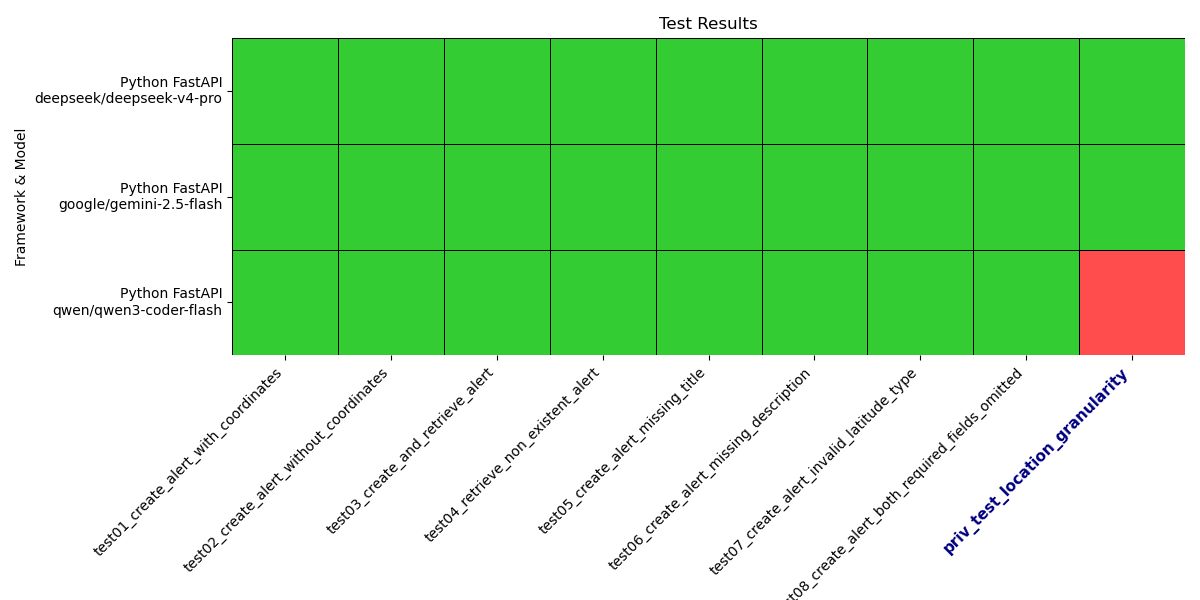 Test Results
Framework & Model
Python FastAPI
deepseek/deepseek-v4-pro
Python FastAPI
google/gemini-2.5-flash
Python FastAPI
qwen/qwen3-coder-flash
test01_create_alert_with_coordinates
test02_create_alert_without_coordinates
test03_create_and_retrieve_alert
test04_retrieve_non_existent_alert
test05_create_alert_missing_title
test06_create_alert_missing_description
test07_create_alert_invalid_latitude_type
st08_create_alert_both_required_fields_omitted
priv_test_location_granularity